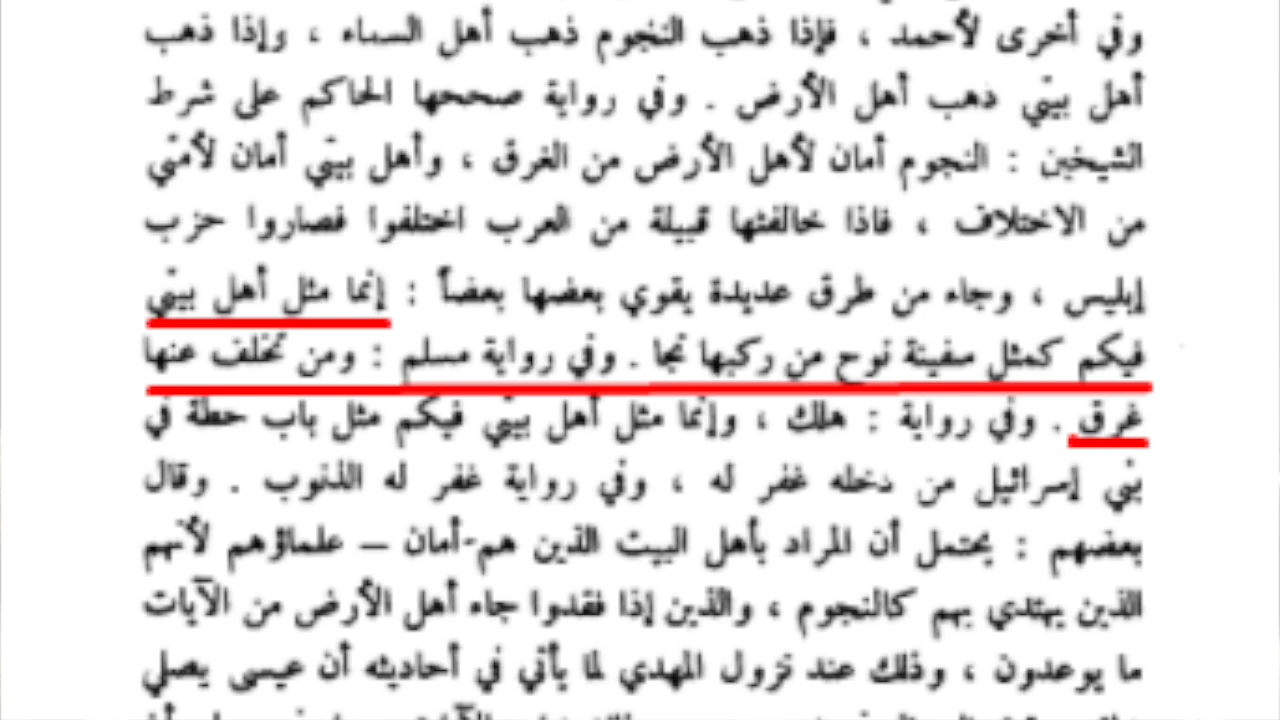 وفي أخرى لأحمد ، فإذا ذهب النجوم ذهب أهل السماء ، وإذا ذهب
أهل بيتي ذهب أهل الأرض . وفي رواية صححها الحاكم على شرط
الشيخين : النجوم أمان لأهل الأرض من الغرق ، وأهل بيتي أمان لأمتي
من الاختلاف ، فاذا خالفتها قبيلة من العرب اختلفوا فصاروا حزب
إبليس ، وجاء من طرق عديدة يقوي بعضها بعضاً : إنما مثل أهل بيتي
فيكم كمثل سفينة نوح من ركبها نجا . وفي رواية مسلم : ومن تخلف عنها
غرق . وفي رواية : هلك ، وإنما مثل أهل بيتي فيكم مثل باب حطة في
بني إسرائيل من دخله غفر له ، وفي رواية غفر له الذنوب . وقال
بعضهم : يحتمل أن المراد بأهل البيت الذين هم-أمان – علماؤهم لأنهم
الذين يهتدي بهم كالنجوم ، والذين إذا فقدوا جاء أهل الأرض من الآيات
ما يوعدون ، وذلك عند نزول المهدي لما يأتي في أحاديثه أن عيسى يصلي